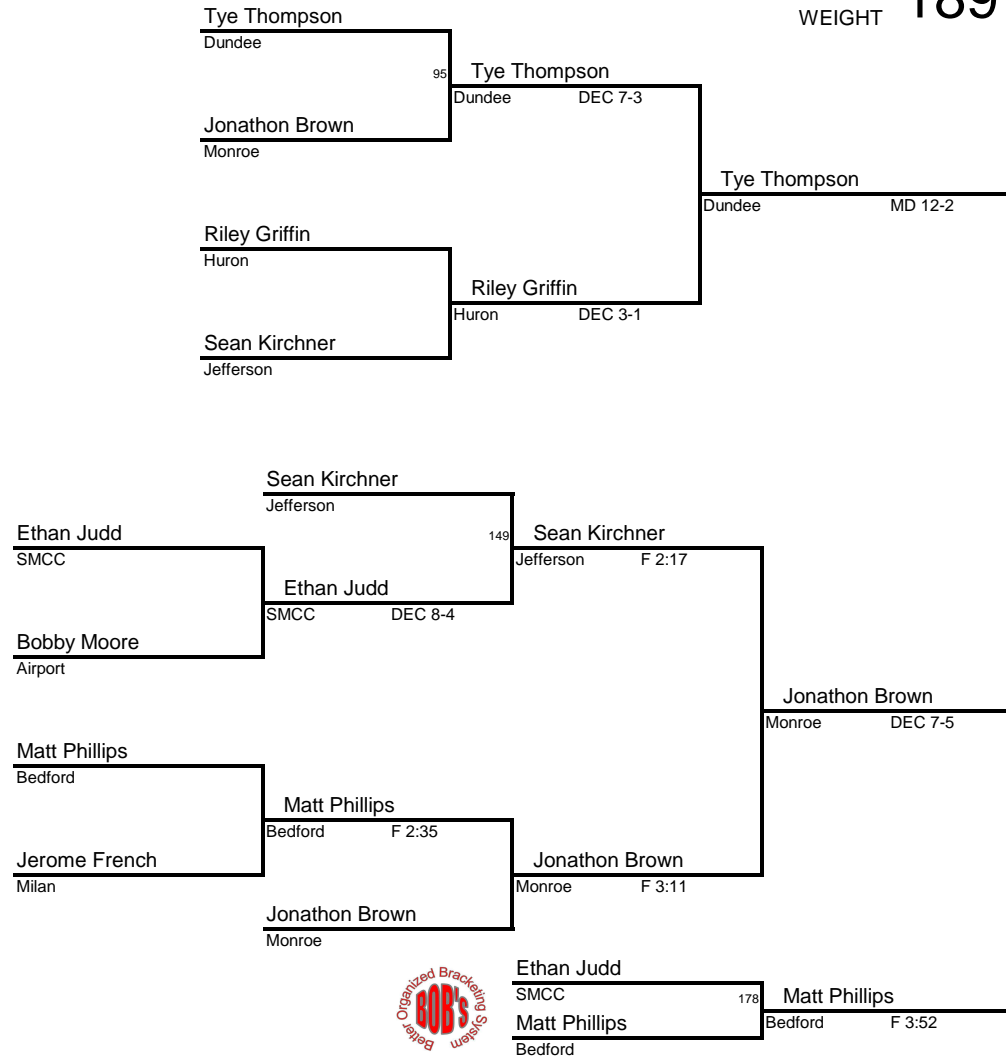 Tye Thompson
WEIGHT 189
Dundee
95 Tye Thompson
Dundee DEC 7-3
Jonathon Brown
Monroe
Tye Thompson
Dundee MD 12-2
Riley Griffin
Huron
Riley Griffin
Huron DEC 3-1
Sean Kirchner
Jefferson
Sean Kirchner
Jefferson
Ethan Judd
149 Sean Kirchner
SMCC
Jefferson F 2:17
Ethan Judd
SMCC DEC 8-4
Bobby Moore
Airport
Jonathon Brown
Monroe DEC 7-5
Matt Phillips
Bedford
Matt Phillips
Bedford F 2:35
Jerome French
Jonathon Brown
Milan
Monroe F 3:11
Jonathon Brown
Monroe
Ethan Judd
SMCC
178 Matt Phillips
Matt Phillips
Bedford F 3:52
Bedford
Better Organized Bracketing System
BOB's